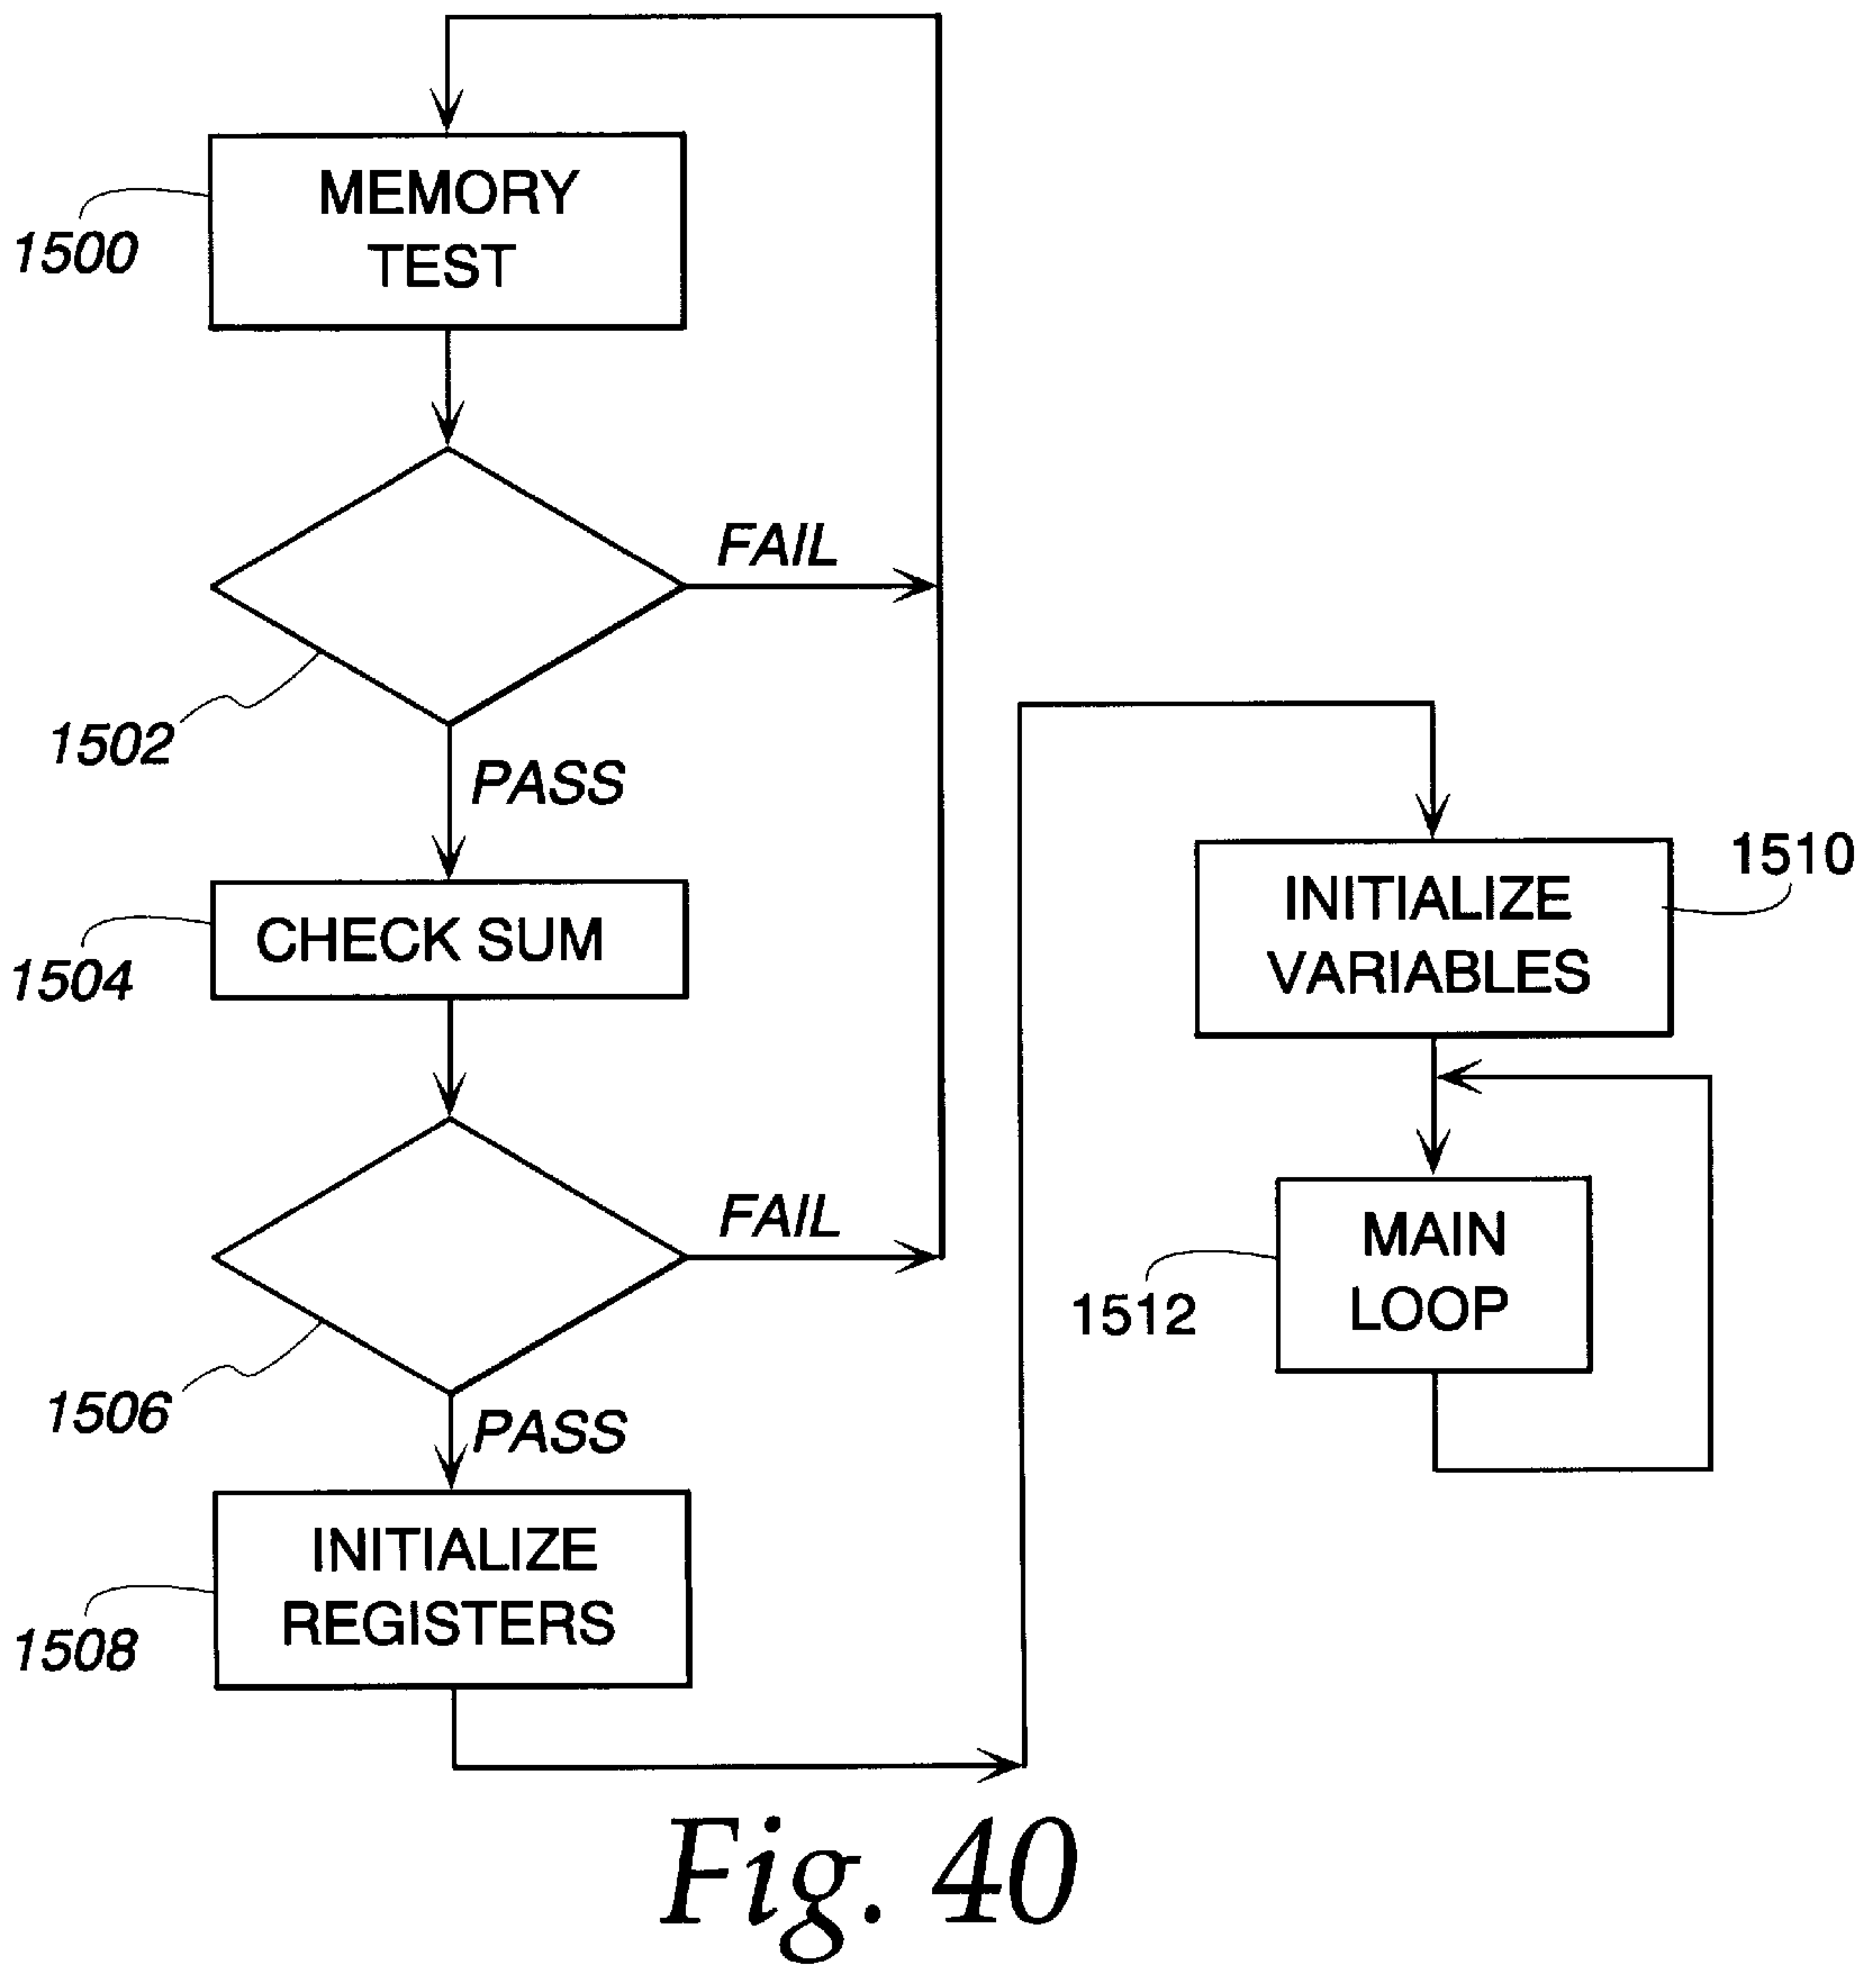 MEMORY
TEST
1500
FAIL
1502
PASS
CHECK SUM
1504
FAIL
1506
PASS
INITIALIZE
REGISTERS
1508
1510
INITIALIZE
VARIABLES
MAIN
LOOP
1512
Fig. 40